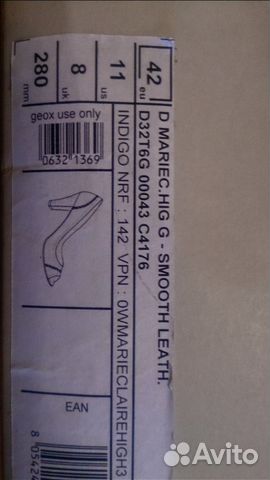 D MARIEC.HIG G - SMOOTH LEATH.
D32T6G 00043 C4176
42 eu
11 us
8 uk
280 mm
INDIGO NRF : 142 VPN : 0WMARIECLAIREHIGH3
geox use only
0632 1369
EAN
8 05424
Avito